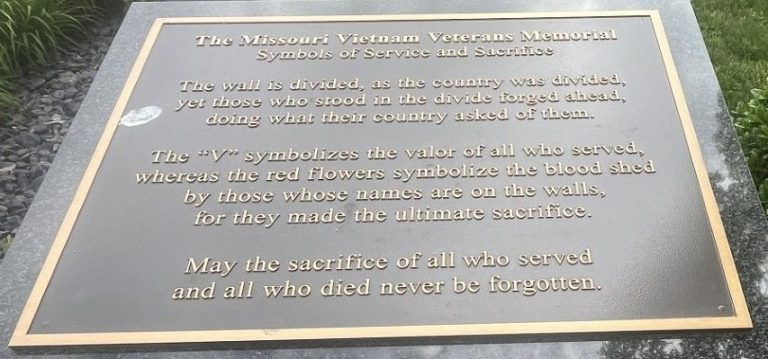 The Missouri Vietnam Veterans Memorial
Symbols of Service and Sacrifice
The wall is divided, as the country was divided,
yet those who stood in the divide forged ahead,
doing what their country asked of them.
The "V" symbolizes the valor of all who served,
whereas the red flowers symbolize the blood shed
by those whose names are on the walls,
for they made the ultimate sacrifice.
May the sacrifice of all who served
and all who died never be forgotten.